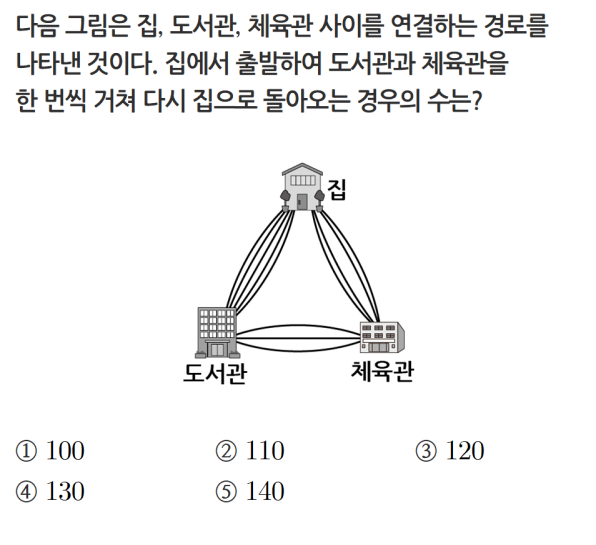 다음 그림은 집, 도서관, 체육관 사이를 연결하는 경로를
나타낸 것이다. 집에서 출발하여 도서관과 체육관을
한 번씩 거쳐 다시 집으로 돌아오는 경우의 수는?
집
도서관
체육관
① 100
② 110
③ 120
④ 130
⑤ 140